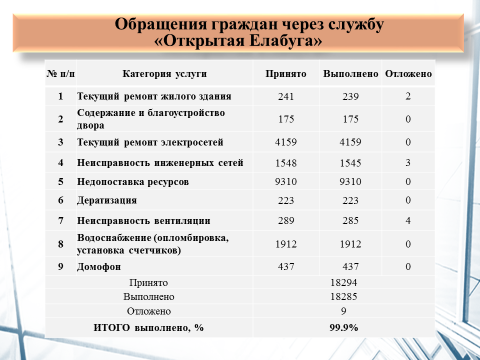 Обращения граждан через службу
«Открытая Елабуга»
№ п/п Категория услуги Принято Выполнено Отложено
1 Текущий ремонт жилого здания 241 239 2
2 Содержание и благоустройство
двора 175 175 0
3 Текущий ремонт электросетей 4159 4159 0
4 Неисправность инженерных сетей 1548 1545 3
5 Недопоставка ресурсов 9310 9310 0
6 Дератизация 223 223 0
7 Неисправность вентиляции 289 285 4
8 Водоснабжение (опломбировка,
установка счетчиков) 1912 1912 0
9 Домофон 437 437 0
Принято 18294
Выполнено 18285
Отложено 9
ИТОГО выполнено, % 99.9%